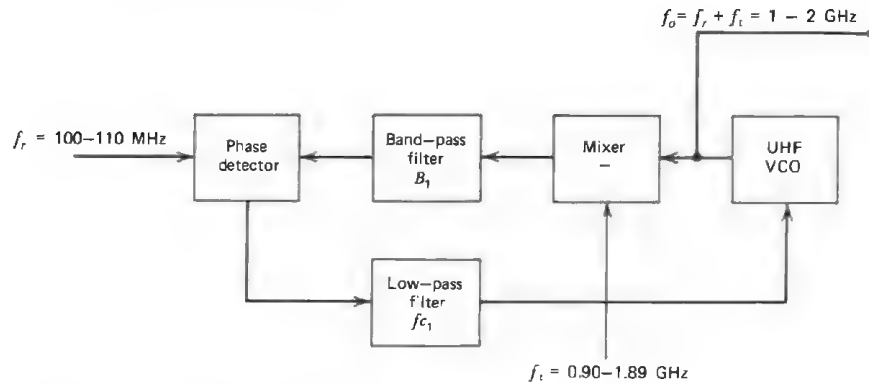 f_o = f_r + f_t = 1 – 2 GHz
f_r = 100–110 MHz
Phase
detector
Band–pass
filter
B_1
Mixer
–
UHF
VCO
Low–pass
filter
fc_1
f_t = 0.90–1.89 GHz